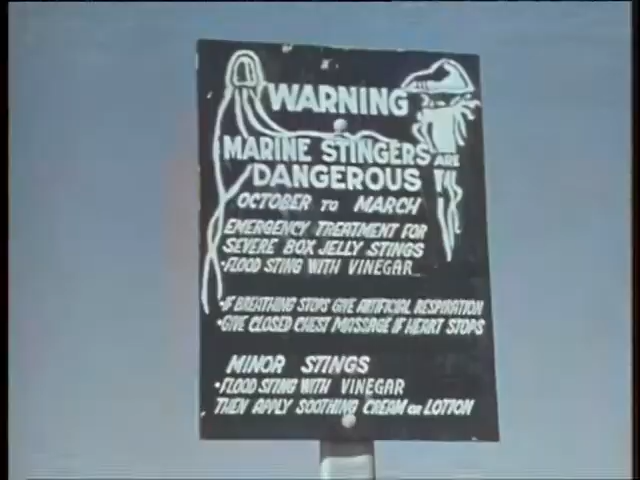 WARNING
MARINE STINGERS ARE
DANGEROUS
OCTOBER TO MARCH
EMERGENCY TREATMENT FOR
SEVERE BOX JELLY STINGS
•FLOOD STING WITH VINEGAR
•IF BREATHING STOPS GIVE ARTIFICIAL RESPIRATION
•GIVE CLOSED CHEST MASSAGE IF HEART STOPS
MINOR STINGS
•FLOOD STING WITH VINEGAR
THEN APPLY SOOTHING CREAM OR LOTION